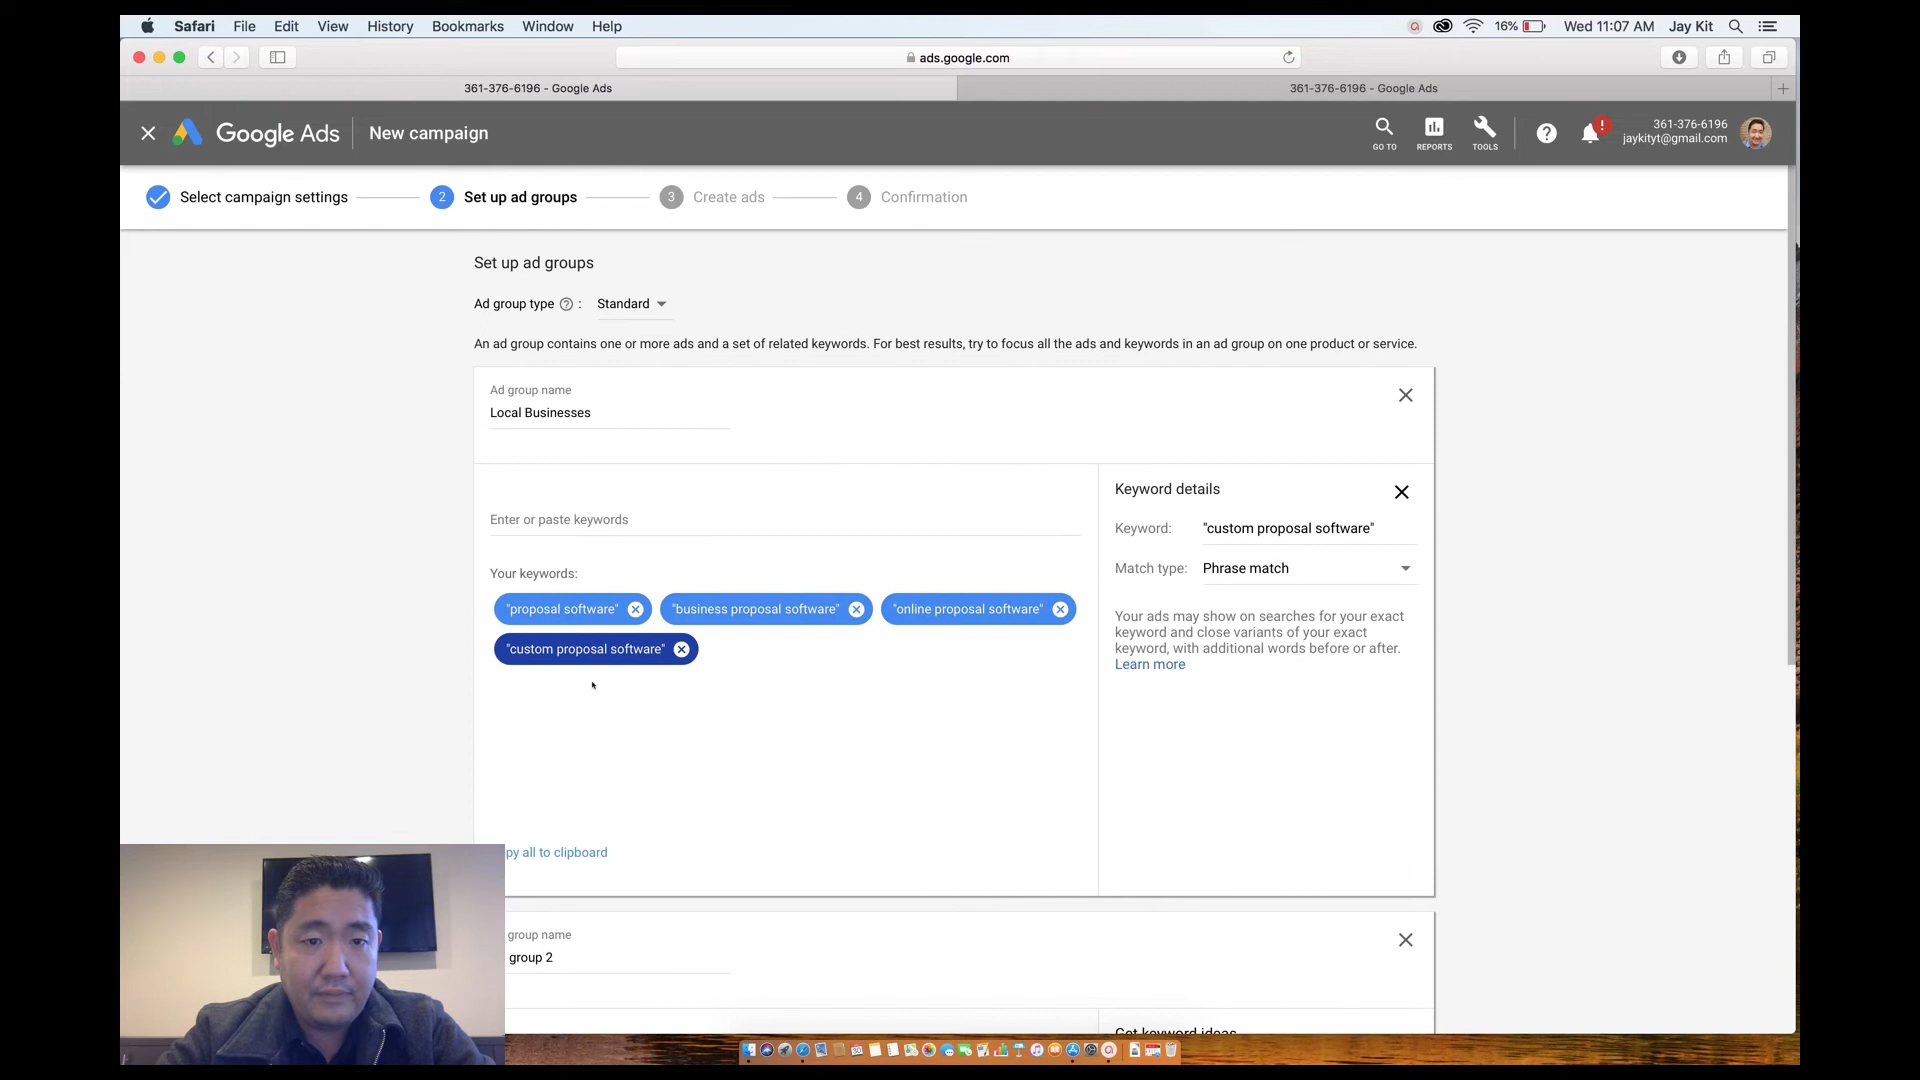 Safari File Edit View History Bookmarks Window Help 16% Wed 11:07 AM Jay Kit
ads.google.com
361-376-6196 - Google Ads 361-376-6196 - Google Ads
Google Ads New campaign GO TO REPORTS TOOLS ? ! 361-376-6196
jaykityt@gmail.com
Select campaign settings 2 Set up ad groups 3 Create ads 4 Confirmation
Set up ad groups
Ad group type ? : Standard
An ad group contains one or more ads and a set of related keywords. For best results, try to focus all the ads and keywords in an ad group on one product or service.
Ad group name
Local Businesses
Enter or paste keywords
Your keywords:
"proposal software" "business proposal software" "online proposal software"
"custom proposal software"
py all to clipboard
Keyword details
Keyword: "custom proposal software"
Match type: Phrase match
Your ads may show on searches for your exact
keyword and close variants of your exact
keyword, with additional words before or after.
Learn more
group name
group 2
Get keyword ideas